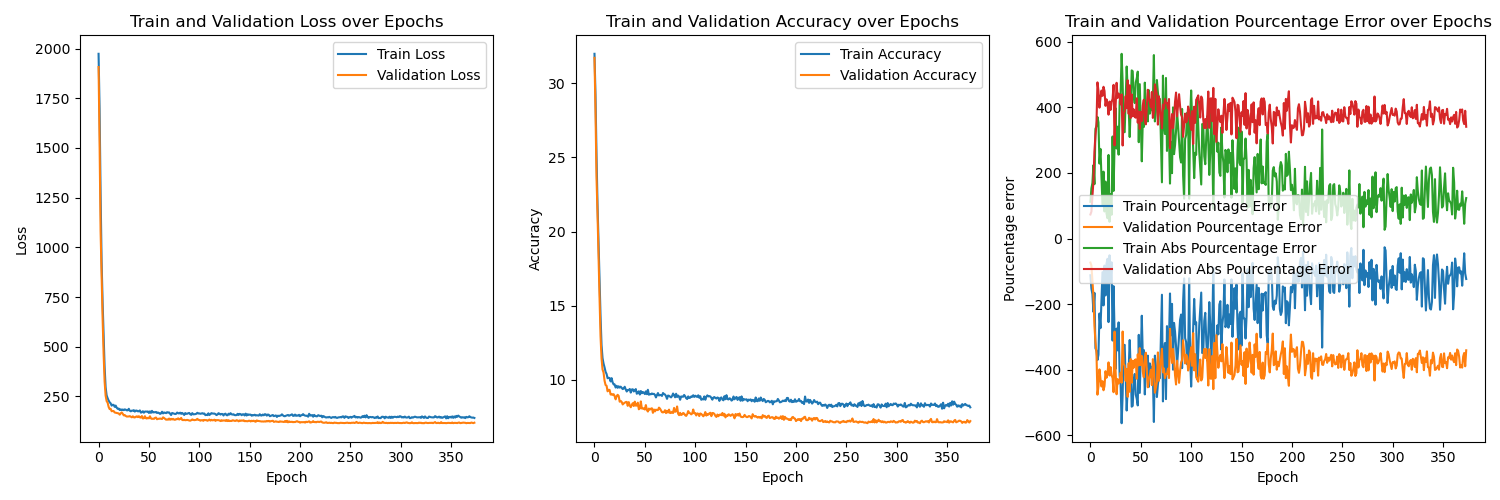 Train and Validation Loss over Epochs
Train Loss
Validation Loss
2000
1750
1500
1250
1000
750
500
250
Loss
0
50
100
150
200
250
300
350
Epoch
Train and Validation Accuracy over Epochs
Train Accuracy
Validation Accuracy
30
25
20
15
10
Accuracy
0
50
100
150
200
250
300
350
Epoch
Train and Validation Pourcentage Error over Epochs
600
400
200
0
−200
−400
−600
Pourcentage error
Train Pourcentage Error
Validation Pourcentage Error
Train Abs Pourcentage Error
Validation Abs Pourcentage Error
0
50
100
150
200
250
300
350
Epoch